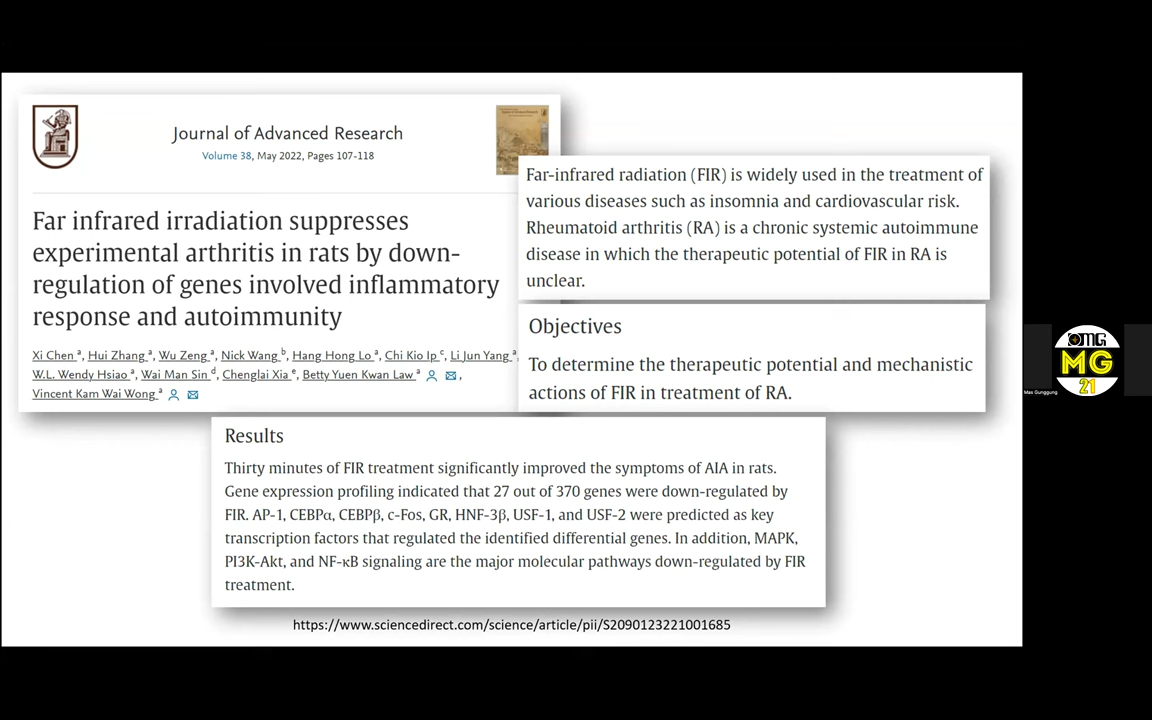 Journal of Advanced Research
Volume 38, May 2022, Pages 107-118
Far infrared irradiation suppresses
experimental arthritis in rats by down-
regulation of genes involved inflammatory
response and autoimmunity
Xi Chen a, Hui Zhang a, Wu Zeng a, Nick Wang b, Hang Hong Lo a, Chi Kio Ip c, Li Jun Yang a,
W.L. Wendy Hsiao a, Wai Man Sin d, Chenglai Xia e, Betty Yuen Kwan Law a,
Vincent Kam Wai Wong a
Far-infrared radiation (FIR) is widely used in the treatment of
various diseases such as insomnia and cardiovascular risk.
Rheumatoid arthritis (RA) is a chronic systemic autoimmune
disease in which the therapeutic potential of FIR in RA is
unclear.
Objectives
To determine the therapeutic potential and mechanistic
actions of FIR in treatment of RA.
Results
Thirty minutes of FIR treatment significantly improved the symptoms of AIA in rats.
Gene expression profiling indicated that 27 out of 370 genes were down-regulated by
FIR. AP-1, CEBPα, CEBPβ, c-Fos, GR, HNF-3β, USF-1, and USF-2 were predicted as key
transcription factors that regulated the identified differential genes. In addition, MAPK,
PI3K-Akt, and NF-κB signaling are the major molecular pathways down-regulated by FIR
treatment.
https://www.sciencedirect.com/science/article/pii/S2090123221001685
OMG
MG
21
Mas Gunggung